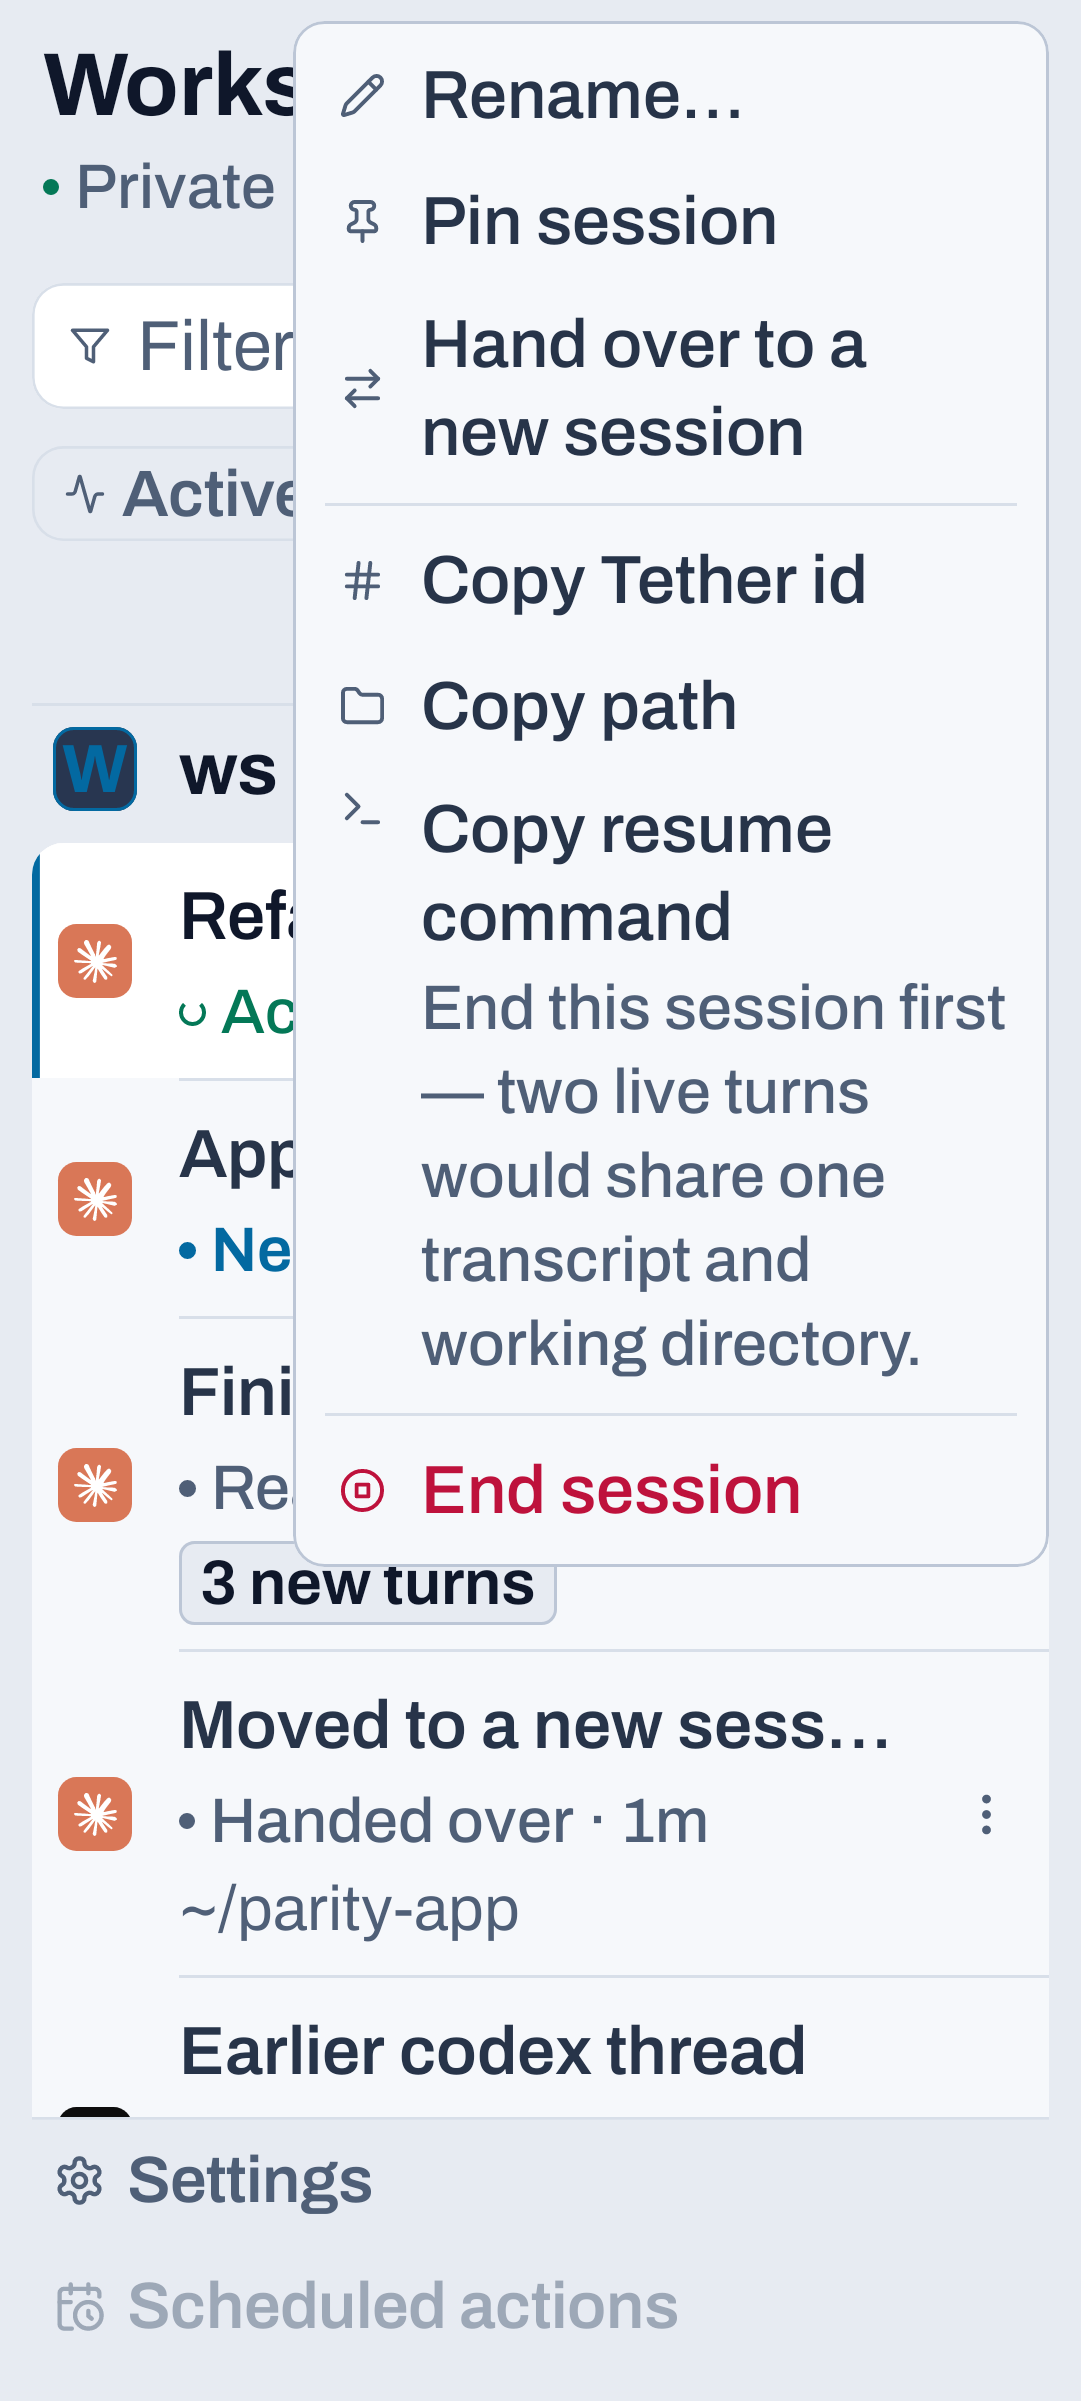 Works
Private
Filter
Active
W
ws
Refa
Ac
App
Ne
Fini
Re
3 new turns
Moved to a new sess…
Handed over · 1m
~/parity-app
Earlier codex thread
Settings
Scheduled actions
Rename…
Pin session
Hand over to a
new session
Copy Tether id
Copy path
Copy resume
command
End this session first
— two live turns
would share one
transcript and
working directory.
End session